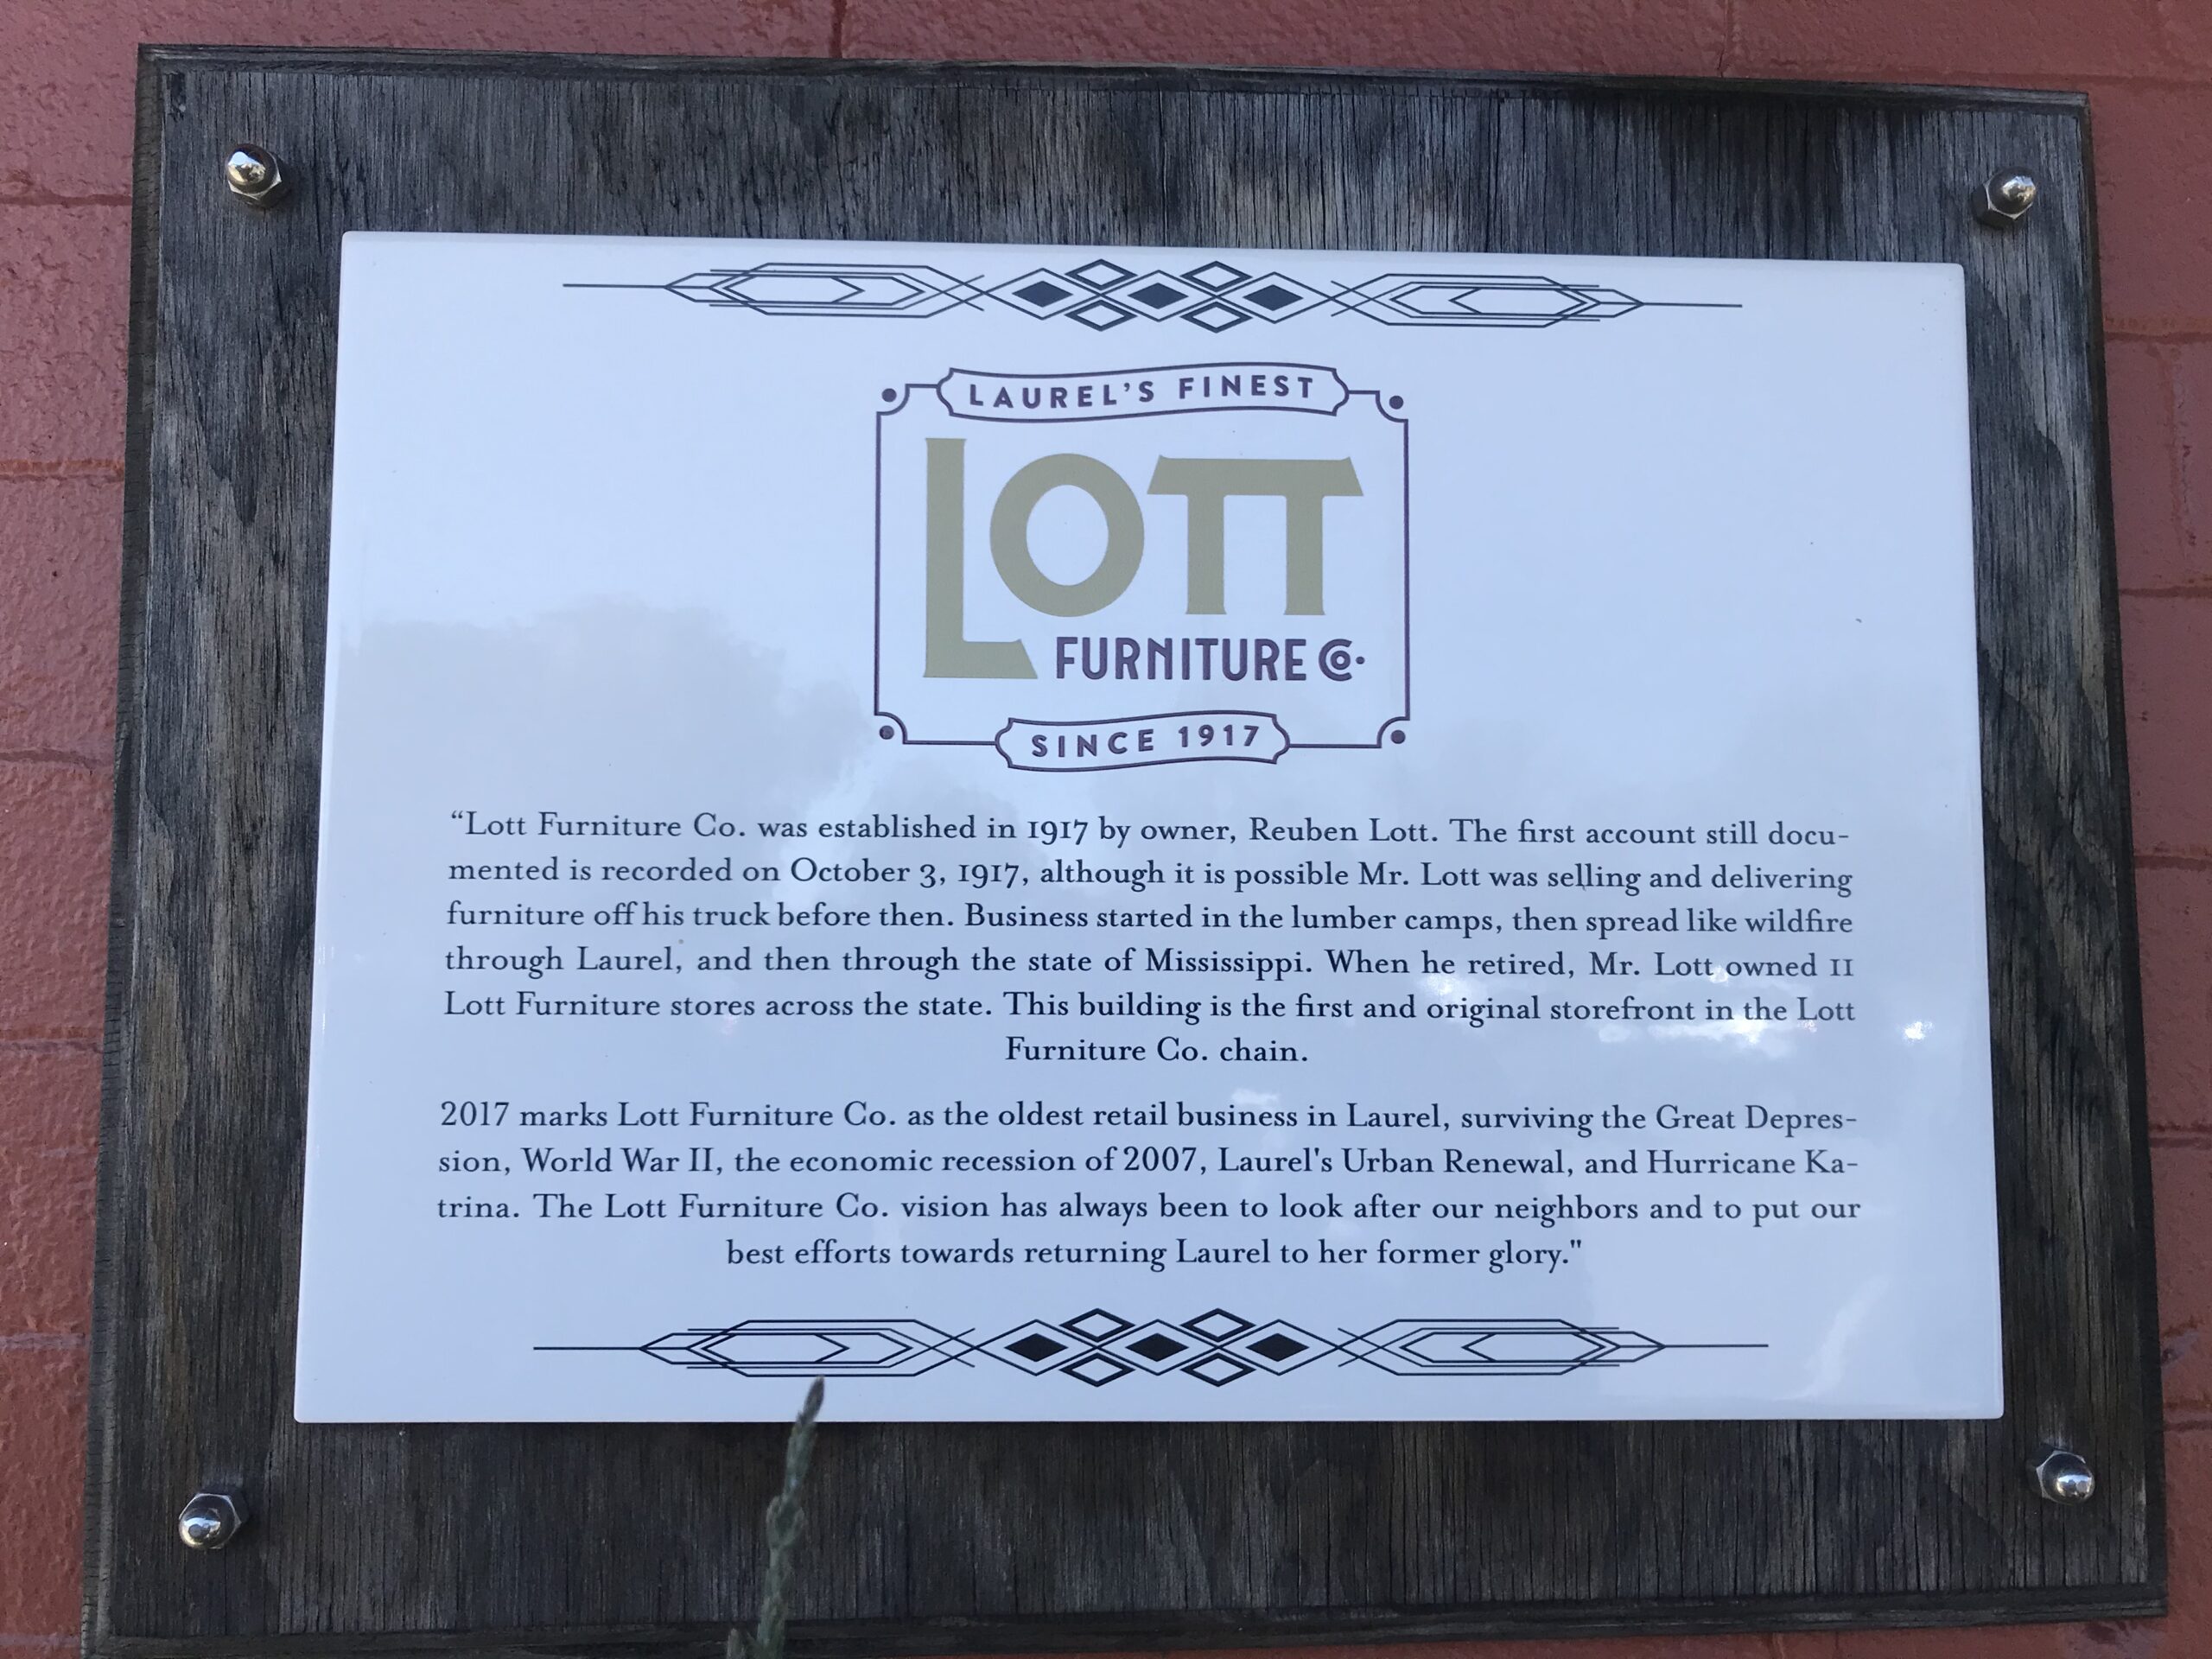 LAUREL'S FINEST
LOTT
FURNITURE CO.
SINCE 1917
“Lott Furniture Co. was established in 1917 by owner, Reuben Lott. The first account still docu-
mented is recorded on October 3, 1917, although it is possible Mr. Lott was selling and delivering
furniture off his truck before then. Business started in the lumber camps, then spread like wildfire
through Laurel, and then through the state of Mississippi. When he retired, Mr. Lott owned 11
Lott Furniture stores across the state. This building is the first and original storefront in the Lott
Furniture Co. chain.
2017 marks Lott Furniture Co. as the oldest retail business in Laurel, surviving the Great Depres-
sion, World War II, the economic recession of 2007, Laurel's Urban Renewal, and Hurricane Ka-
trina. The Lott Furniture Co. vision has always been to look after our neighbors and to put our
best efforts towards returning Laurel to her former glory."